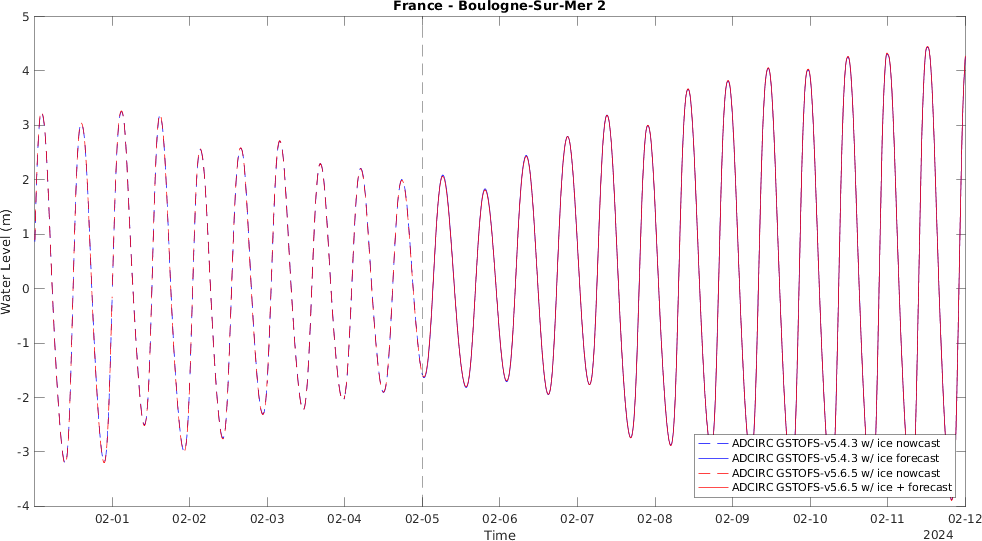 France - Boulogne-Sur-Mer 2
5
4
3
2
1
0
-1
-2
-3
-4
Water Level (m)
ADCIRC GSTOFS-v5.4.3 w/ ice nowcast
ADCIRC GSTOFS-v5.4.3 w/ ice forecast
ADCIRC GSTOFS-v5.6.5 w/ ice nowcast
ADCIRC GSTOFS-v5.6.5 w/ ice + forecast
02-01 02-02 02-03 02-04 02-05 02-06 02-07 02-08 02-09 02-10 02-11 02-12
Time
2024